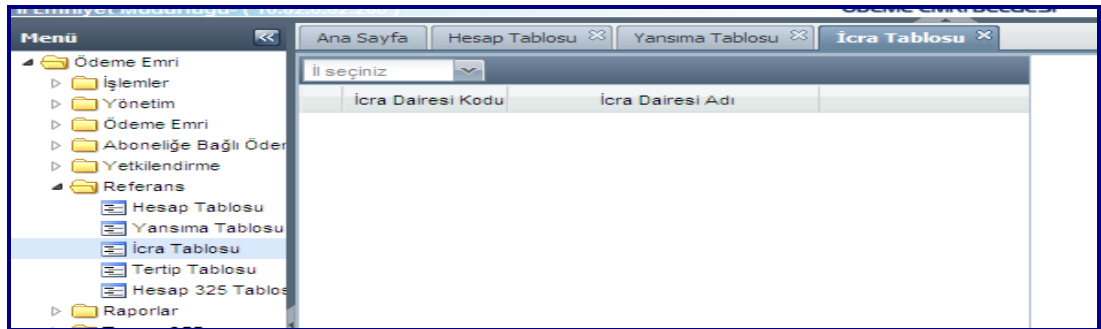 Menü
Ödeme Emri
İşlemler
Yönetim
Ödeme Emri
Aboneliğe Bağlı Öder
Yetkilendirme
Referans
Hesap Tablosu
Yansıma Tablosu
İcra Tablosu
Tertip Tablosu
Hesap 325 Tablos
Raporlar
Ana Sayfa Hesap Tablosu Yansıma Tablosu İcra Tablosu
İl seçiniz
İcra Dairesi Kodu İcra Dairesi Adı